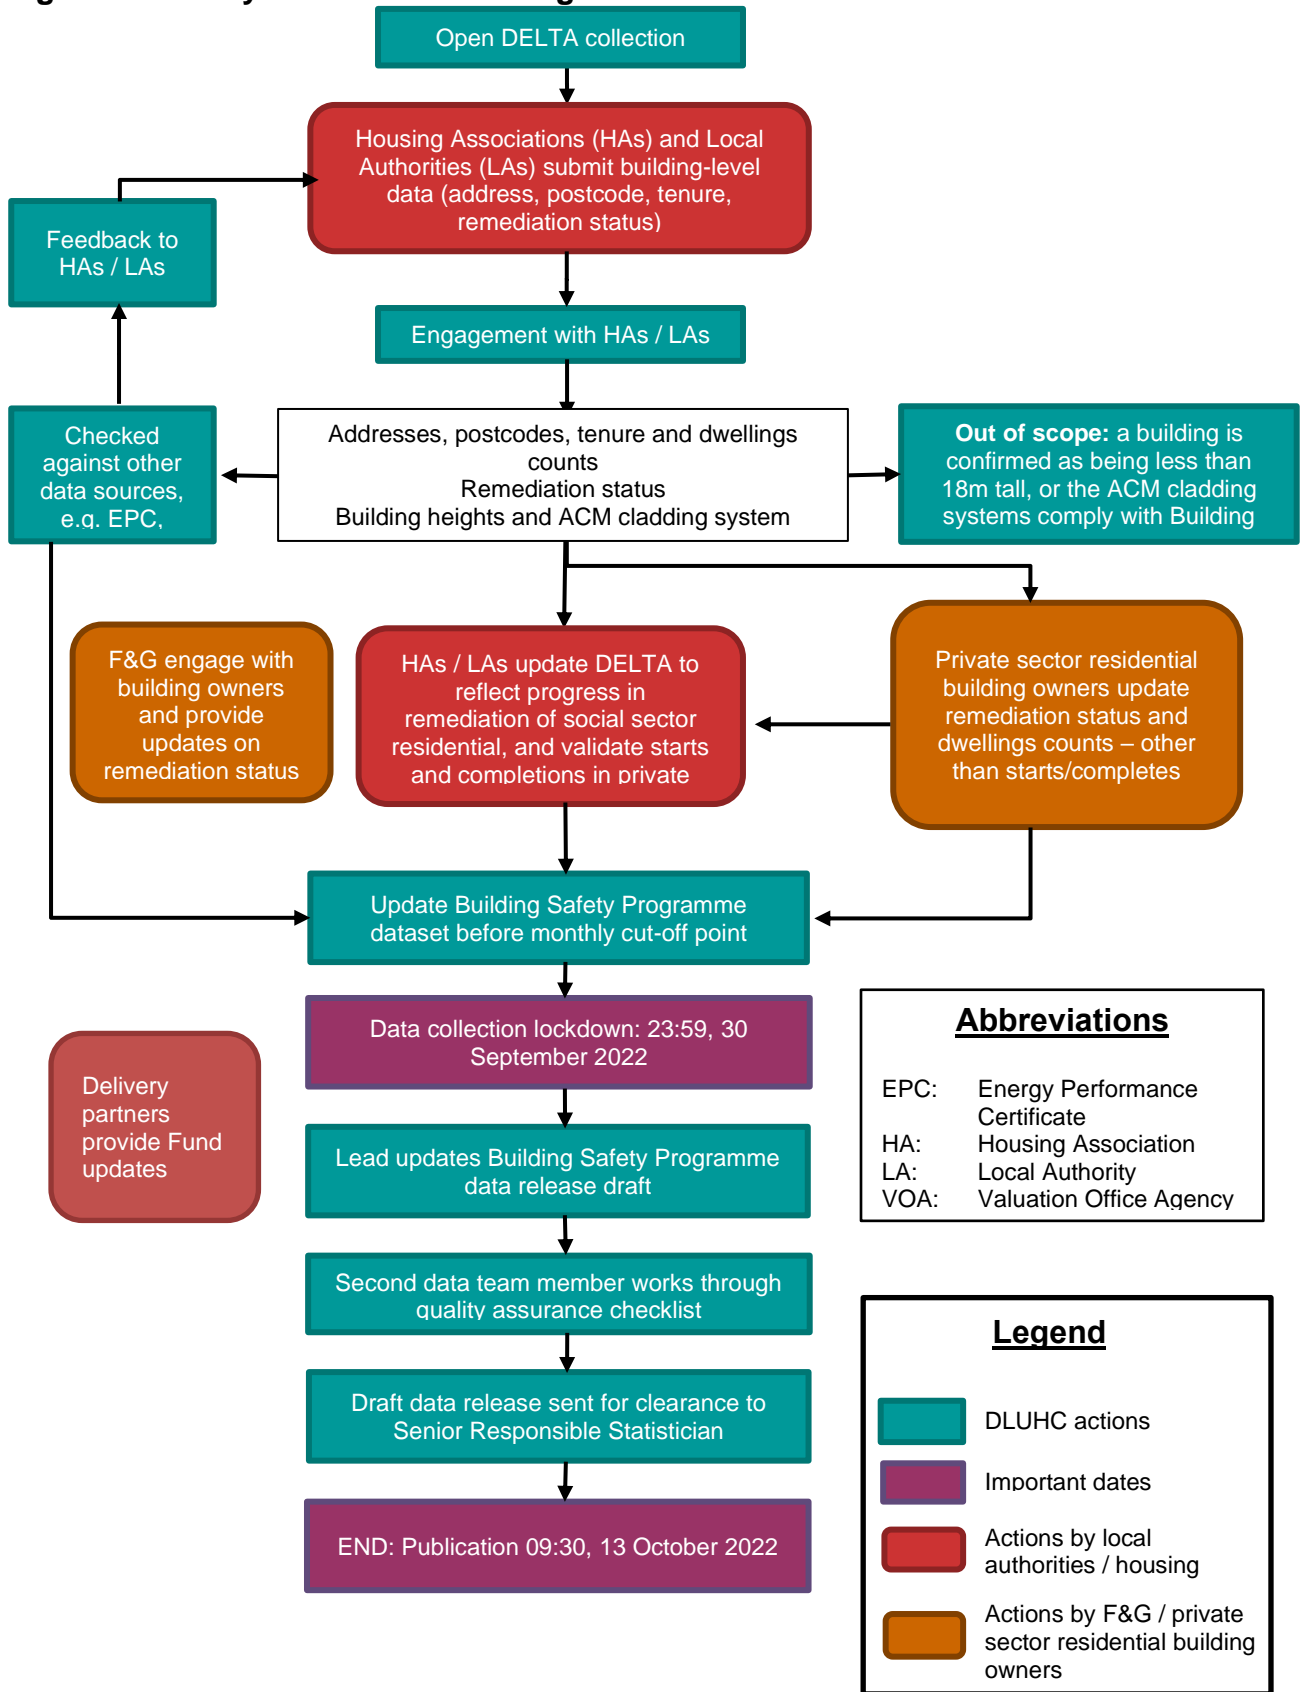 Open DELTA collection
Housing Associations (HAs) and Local
Authorities (LAs) submit building-level
data (address, postcode, tenure,
remediation status)
Feedback to
HAs / LAs
Engagement with HAs / LAs
Checked
against other
data sources,
e.g. EPC,
Addresses, postcodes, tenure and dwellings
counts
Remediation status
Building heights and ACM cladding system
Out of scope: a building is
confirmed as being less than
18m tall, or the ACM cladding
systems comply with Building
F&G engage with
building owners
and provide
updates on
remediation status
HAs / LAs update DELTA to
reflect progress in
remediation of social sector
residential, and validate starts
and completions in private
Private sector residential
building owners update
remediation status and
dwellings counts – other
than starts/completes
Update Building Safety Programme
dataset before monthly cut-off point
Data collection lockdown: 23:59, 30
September 2022
Delivery
partners
provide Fund
updates
Lead updates Building Safety Programme
data release draft
Second data team member works through
quality assurance checklist
Draft data release sent for clearance to
Senior Responsible Statistician
END: Publication 09:30, 13 October 2022
Abbreviations
EPC: Energy Performance
Certificate
HA: Housing Association
LA: Local Authority
VOA: Valuation Office Agency
Legend
DLUHC actions
Important dates
Actions by local
authorities / housing
Actions by F&G / private
sector residential building
owners